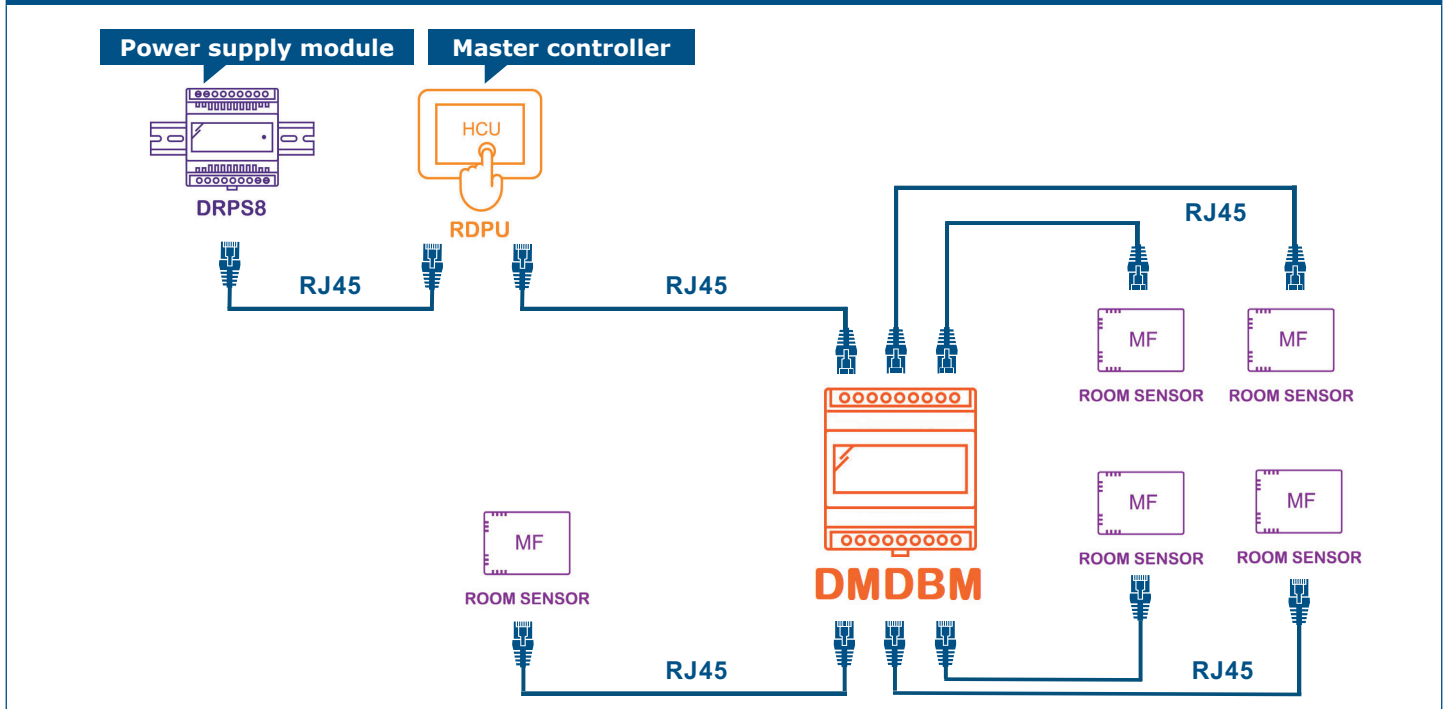 Power supply module
Master controller
HCU
DRPS8
RDPU
RJ45
RJ45
RJ45
MF
MF
ROOM SENSOR
ROOM SENSOR
MF
MF
MF
ROOM SENSOR
ROOM SENSOR
DMDBM
ROOM SENSOR
RJ45
RJ45